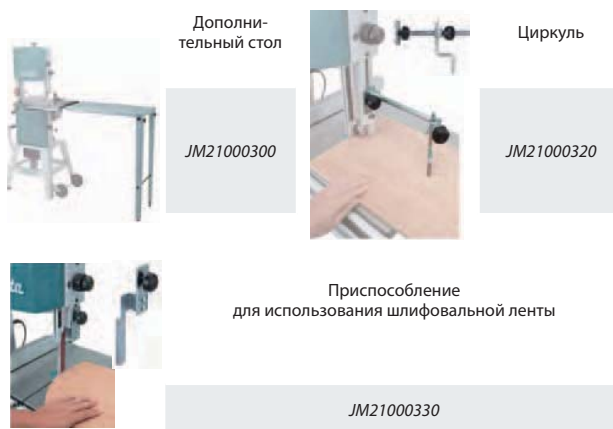 Дополни-
тельный стол
JM21000300
Циркуль
JM21000320
Приспособление
для использования шлифовальной ленты
JM21000330